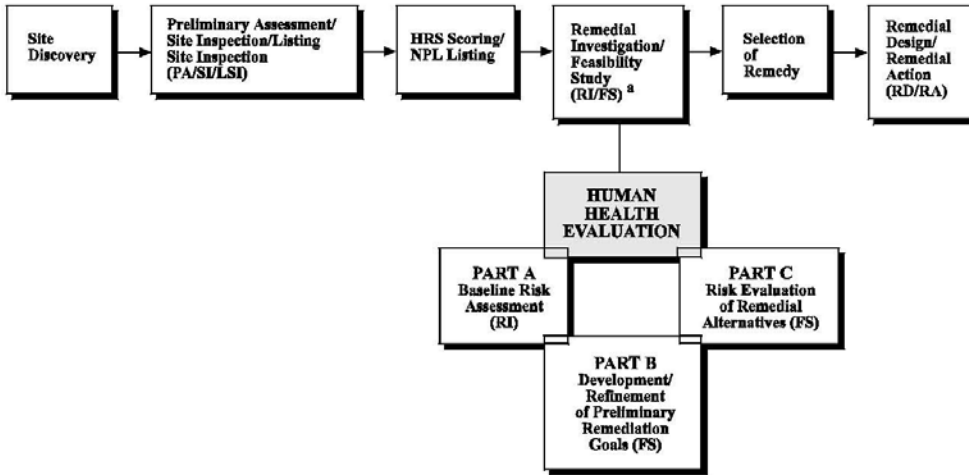 Site
Discovery
Preliminary Assessment/
Site Inspection/Listing
Site Inspection
(PA/SI/LSI)
HRS Scoring/
NPL Listing
Remedial
Investigation/
Feasibility
Study
(RI/FS) a
Selection
of
Remedy
Remedial
Design/
Remedial
Action
(RD/RA)
HUMAN
HEALTH
EVALUATION
PART A
Baseline Risk
Assessment
(RI)
PART C
Risk Evaluation
of Remedial
Alternatives (FS)
PART B
Development/
Refinement
of Preliminary
Remediation
Goals (FS)